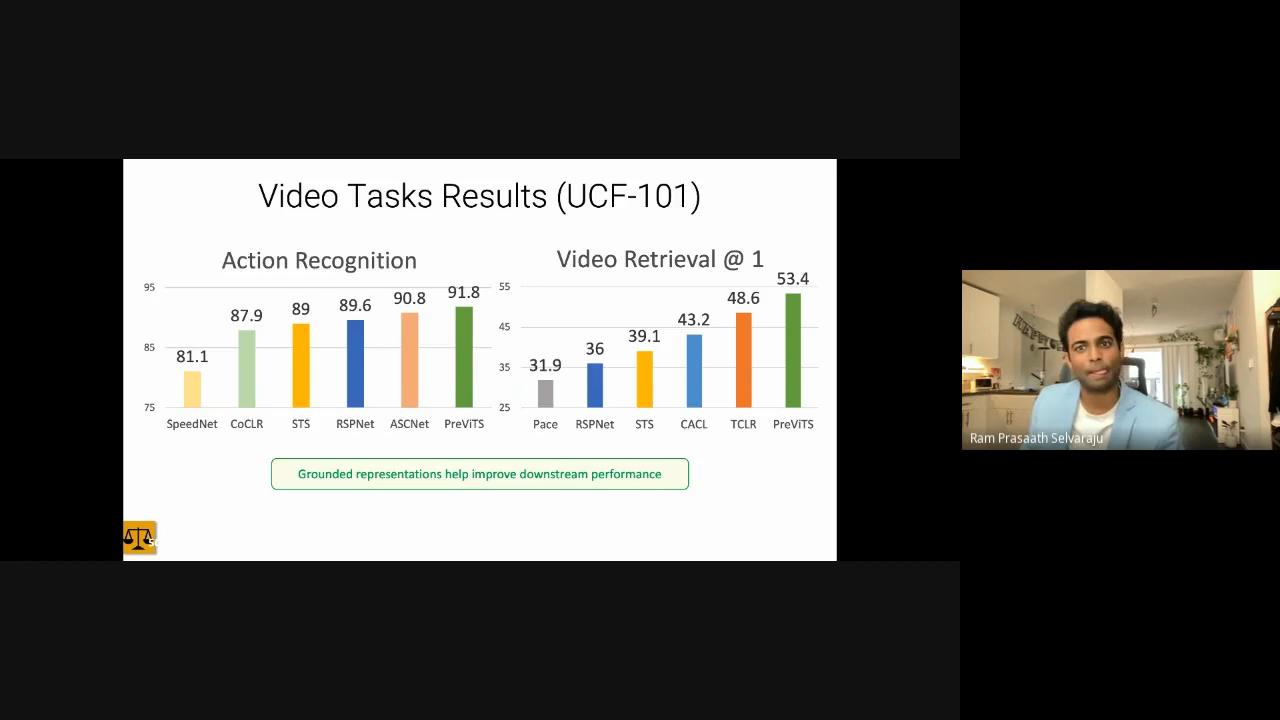 Video Tasks Results (UCF-101)
Action Recognition
95
85
75
81.1
87.9
89
89.6
90.8
91.8
SpeedNet CoCLR STS RSPNet ASCNet PreViTS
Video Retrieval @ 1
55
45
35
25
31.9
36
39.1
43.2
48.6
53.4
Pace RSPNet STS CACL TCLR PreViTS
Grounded representations help improve downstream performance
Ram Prasaath Selvaraju